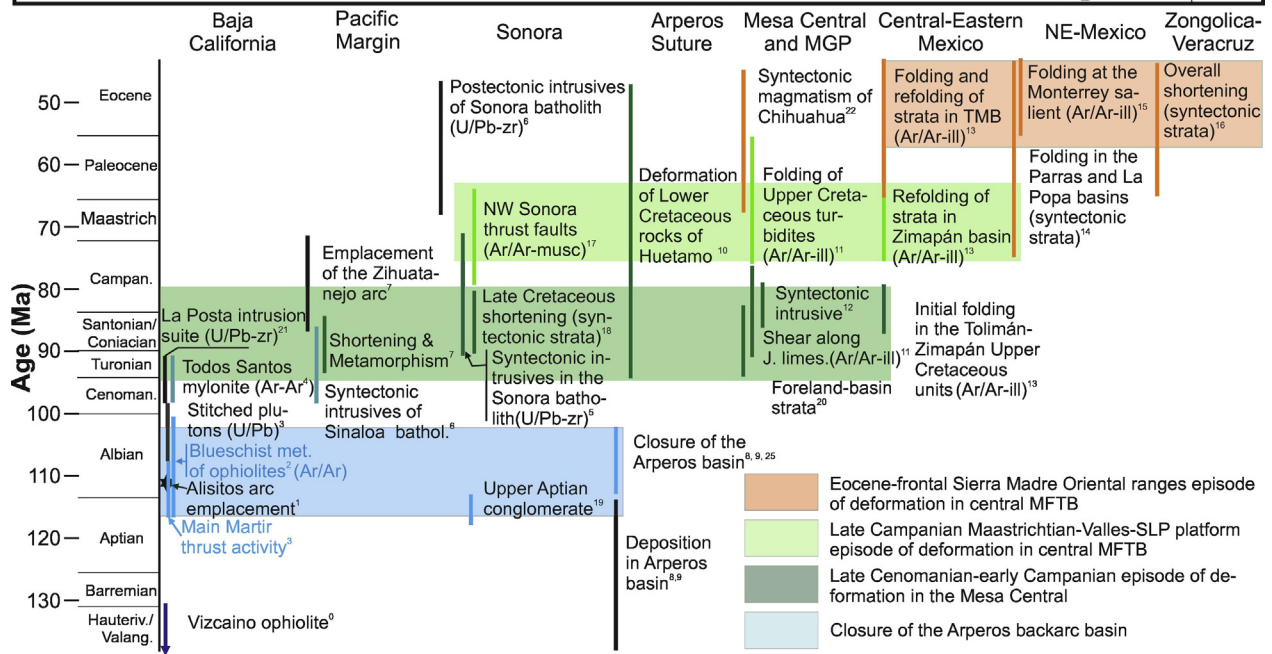 Baja
California
Pacific
Margin
Sonora
Arperos
Suture
Mesa Central
and MGP
Central-Eastern
Mexico
NE-Mexico
Zongolica-
Veracruz
Age (Ma)
50
60
70
80
90
100
110
120
130
Eocene
Paleocene
Maastrich
Campan.
Santonian/
Coniacian
Turonian
Cenoman.
Albian
Aptian
Barremian
Hauteriv./
Valang.
La Posta intrusion
suite (U/Pb-zr)²¹
Todos Santos
mylonite (Ar-Ar⁴)
Stitched plu-
tons (U/Pb)³
Blueschist met.
of ophiolites² (Ar/Ar)
Alisitos arc
emplacement¹
Main Martir
thrust activity³
Vizcaino ophiolite⁰
Emplacement
of the Zihuata-
nejo arc⁷
Shortening &
Metamorphism⁷
Syntectonic
intrusives of
Sinaloa bathol.⁶
Postectonic intrusives
of Sonora batholith
(U/Pb-zr)⁶
NW Sonora
thrust faults
(Ar/Ar-musc)¹⁷
Late Cretaceous
shortening (syn-
tectonic strata)¹⁸
Syntectonic in-
trusives in the
Sonora batho-
lith(U/Pb-zr)⁵
Upper Aptian
conglomerate¹⁹
Deformation
of Lower
Cretaceous
rocks of
Huetamo ¹⁰
Closure of the
Arperos basin⁸, ⁹, ²⁵
Deposition
in Arperos
basin⁸,⁹
Syntectonic
magmatism of
Chihuahua²²
Folding of
Upper Creta-
ceous tur-
bidites
(Ar/Ar-ill)¹¹
Syntectonic
intrusive¹²
Shear along
J. limes.(Ar/Ar-ill)¹¹
Foreland-basin
strata²⁰
Folding and
refolding of
strata in TMB
(Ar/Ar-ill)¹³
Refolding of
strata in
Zimapán basin
(Ar/Ar-ill)¹³
Initial folding
in the Tolimán-
Zimapán Upper
Cretaceous
units (Ar/Ar-ill)¹³
Folding at the
Monterrey sa-
lient (Ar/Ar-ill)¹⁵
Folding in the
Parras and La
Popa basins
(syntectonic
strata)¹⁴
Overall
shortening
(syntectonic
strata)¹⁶
Eocene-frontal Sierra Madre Oriental ranges episode
of deformation in central MFTB
Late Campanian Maastrichtian-Valles-SLP platform
episode of deformation in central MFTB
Late Cenomanian-early Campanian episode of de-
formation in the Mesa Central
Closure of the Arperos backarc basin